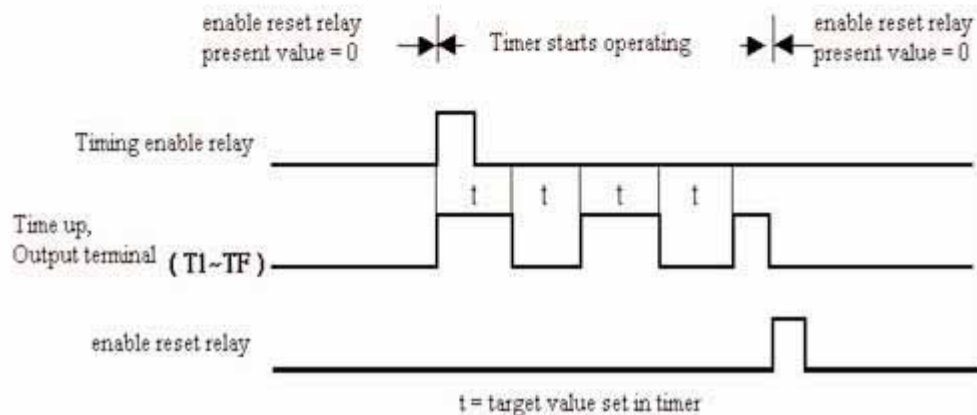 enable reset relay
present value = 0
Timer starts operating
enable reset relay
present value = 0
Timing enable relay
t
t
t
t
Time up,
Output terminal ( T1~TF )
enable reset relay
t = target value set in timer